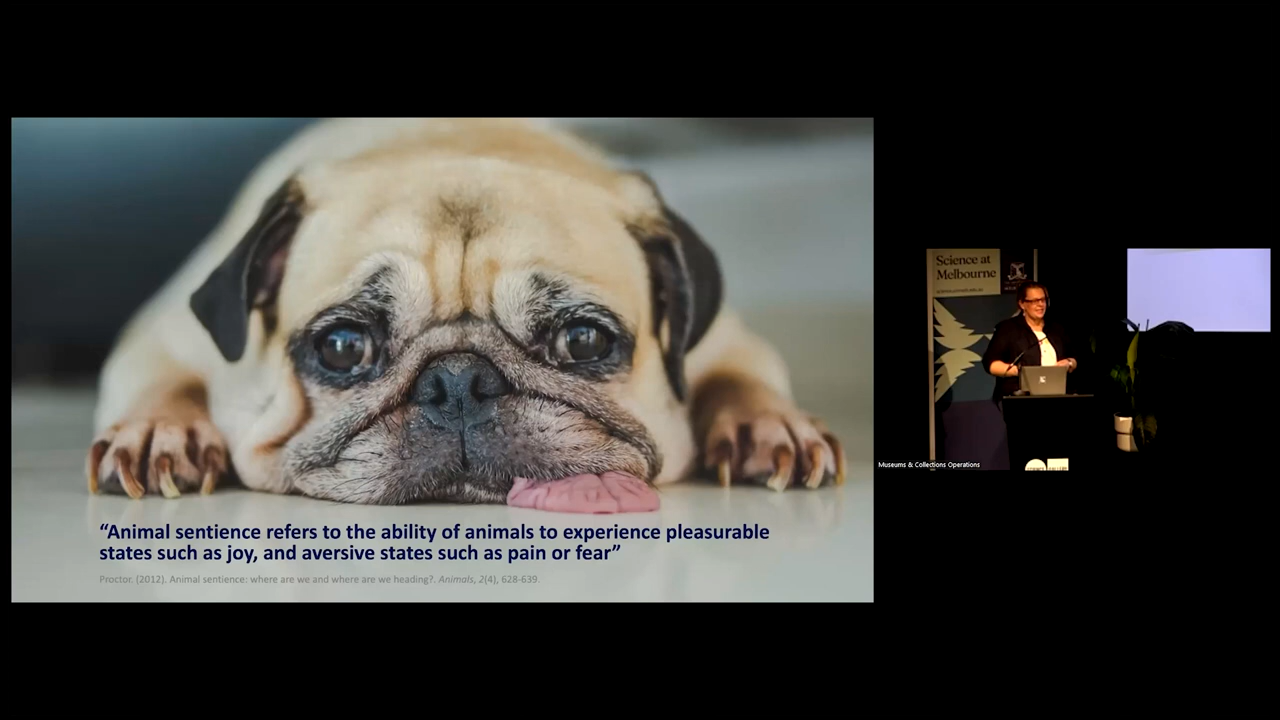 “Animal sentience refers to the ability of animals to experience pleasurable
states such as joy, and aversive states such as pain or fear”
Proctor. (2012). Animal sentience: where are we and where are we heading?. Animals, 2(4), 628-639.
Science at
Melbourne
Museums & Collections Operations